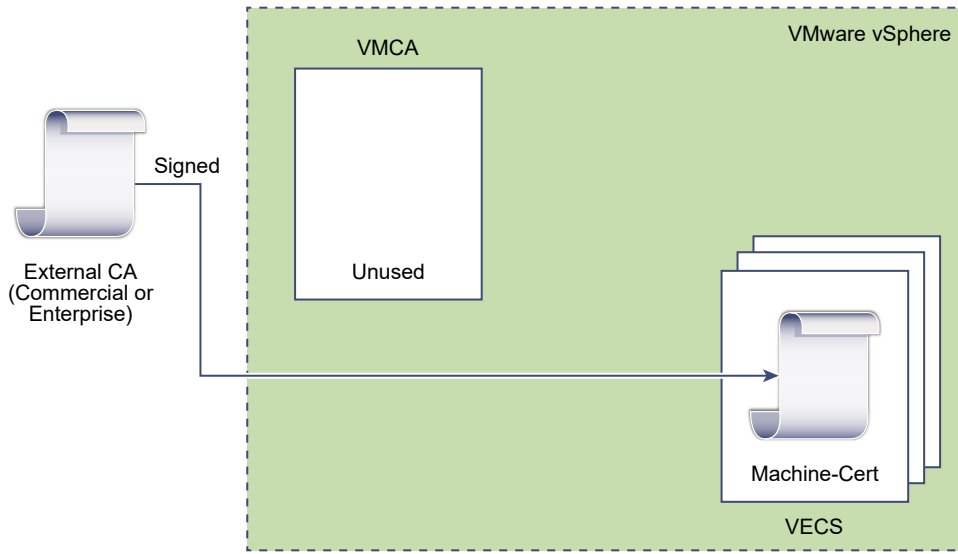 VMware vSphere
VMCA
Signed
External CA
(Commercial or
Enterprise)
Unused
Machine-Cert
VECS